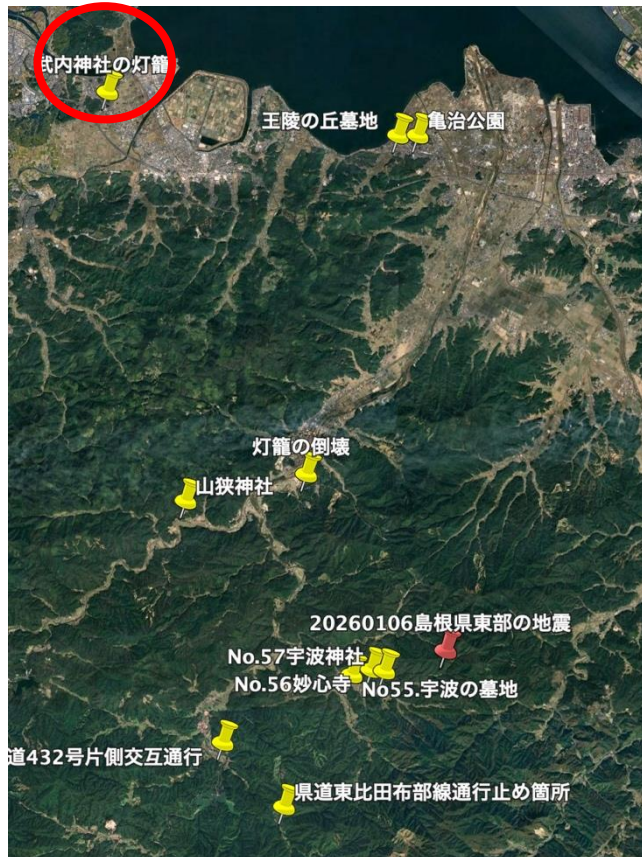 武内神社の灯籠
王陵の丘墓地
亀治公園
灯籠の倒壊
山狭神社
20260106島根県東部の地震
No.57宇波神社
No.56妙心寺
No55.宇波の墓地
道432号片側交互通行
県道東比田布部線通行止め箇所